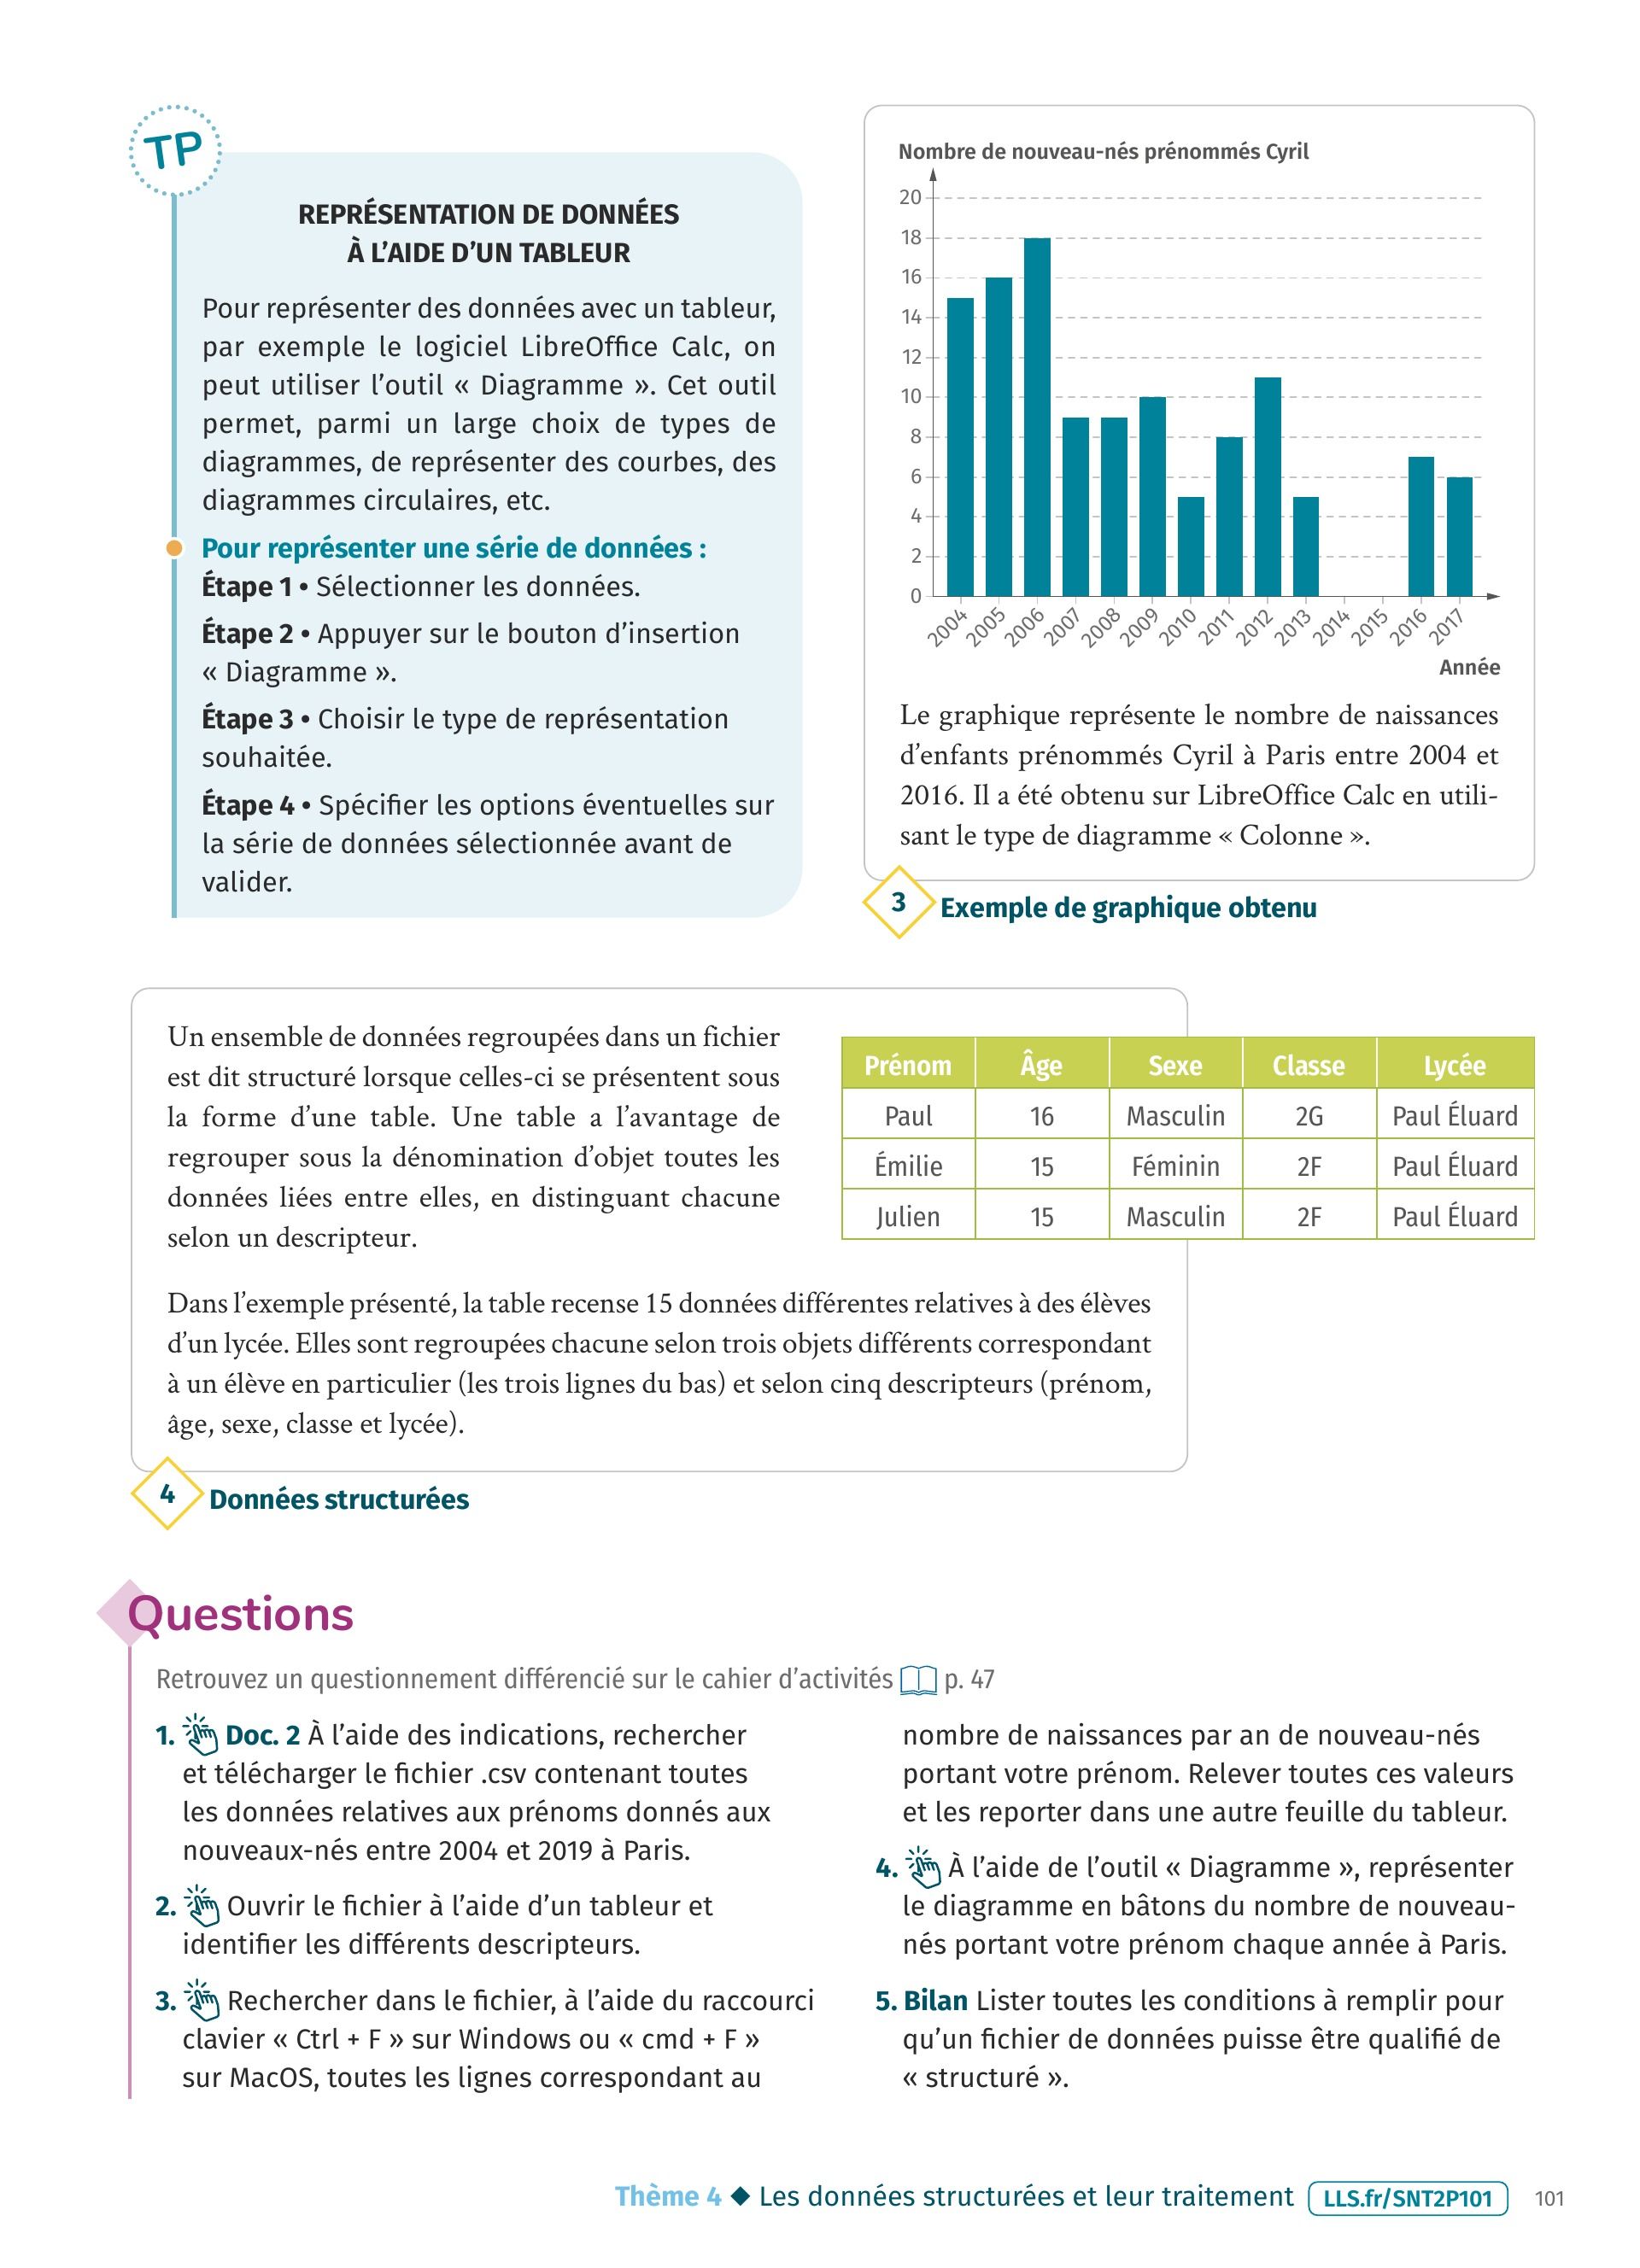 TP
REPRÉSENTATION DE DONNÉES
À L’AIDE D’UN TABLEUR
Pour représenter des données avec un tableur,
par exemple le logiciel LibreOffice Calc, on
peut utiliser l’outil « Diagramme ». Cet outil
permet, parmi un large choix de types de
diagrammes, de représenter des courbes, des
diagrammes circulaires, etc.
Pour représenter une série de données :
Étape 1 • Sélectionner les données.
Étape 2 • Appuyer sur le bouton d’insertion
« Diagramme ».
Étape 3 • Choisir le type de représentation
souhaitée.
Étape 4 • Spécifier les options éventuelles sur
la série de données sélectionnée avant de
valider.
Nombre de nouveau-nés prénommés Cyril
20
18
16
14
12
10
8
6
4
2
0
2004 2005 2006 2007 2008 2009 2010 2011 2012 2013 2014 2015 2016 2017
Année
Le graphique représente le nombre de naissances
d’enfants prénommés Cyril à Paris entre 2004 et
2016. Il a été obtenu sur LibreOffice Calc en utili-
sant le type de diagramme « Colonne ».
3 Exemple de graphique obtenu
Un ensemble de données regroupées dans un fichier
est dit structuré lorsque celles-ci se présentent sous
la forme d’une table. Une table a l’avantage de
regrouper sous la dénomination d’objet toutes les
données liées entre elles, en distinguant chacune
selon un descripteur.
Prénom Âge Sexe Classe Lycée
Paul 16 Masculin 2G Paul Éluard
Émilie 15 Féminin 2F Paul Éluard
Julien 15 Masculin 2F Paul Éluard
Dans l’exemple présenté, la table recense 15 données différentes relatives à des élèves
d’un lycée. Elles sont regroupées chacune selon trois objets différents correspondant
à un élève en particulier (les trois lignes du bas) et selon cinq descripteurs (prénom,
âge, sexe, classe et lycée).
4 Données structurées
Questions
Retrouvez un questionnement différencié sur le cahier d’activités p. 47
1. Doc. 2 À l’aide des indications, rechercher
et télécharger le fichier .csv contenant toutes
les données relatives aux prénoms donnés aux
nouveaux-nés entre 2004 et 2019 à Paris.
2. Ouvrir le fichier à l’aide d’un tableur et
identifier les différents descripteurs.
3. Rechercher dans le fichier, à l’aide du raccourci
clavier « Ctrl + F » sur Windows ou « cmd + F »
sur MacOS, toutes les lignes correspondant au
nombre de naissances par an de nouveau-nés
portant votre prénom. Relever toutes ces valeurs
et les reporter dans une autre feuille du tableur.
4. À l’aide de l’outil « Diagramme », représenter
le diagramme en bâtons du nombre de nouveau-
nés portant votre prénom chaque année à Paris.
5. Bilan Lister toutes les conditions à remplir pour
qu’un fichier de données puisse être qualifié de
« structuré ».
Thème 4 ◆ Les données structurées et leur traitement LLS.fr/SNT2P101 101